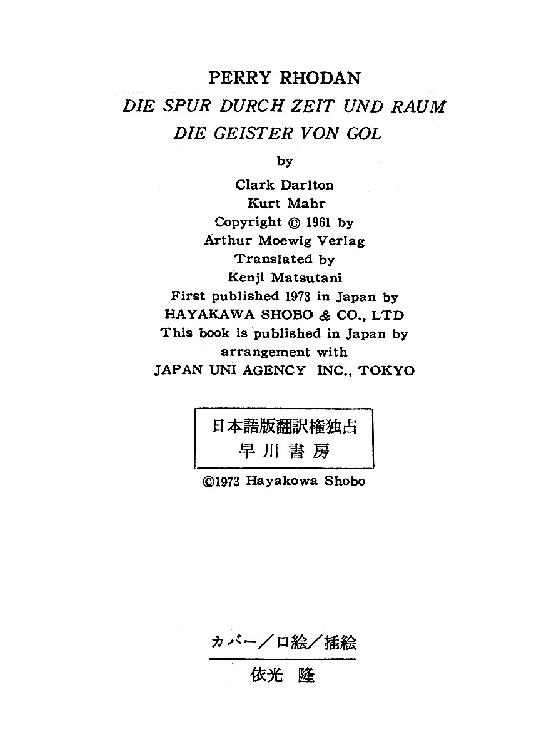 PERRY RHODAN
DIE SPUR DURCH ZEIT UND RAUM
DIE GEISTER VON GOL
by
Clark Darlton
Kurt Mahr
Copyright © 1961 by
Arthur Moewig Verlag
Translated by
Kenji Matsutani
First published 1973 in Japan by
HAYAKAWA SHOBO & CO., LTD
This book is published in Japan by
arrangement with
JAPAN UNI AGENCY INC., TOKYO
日本語版翻訳権独占
早川書房
©1973 Hayakowa Shobo
カバー/口絵/插絵
依光 隆